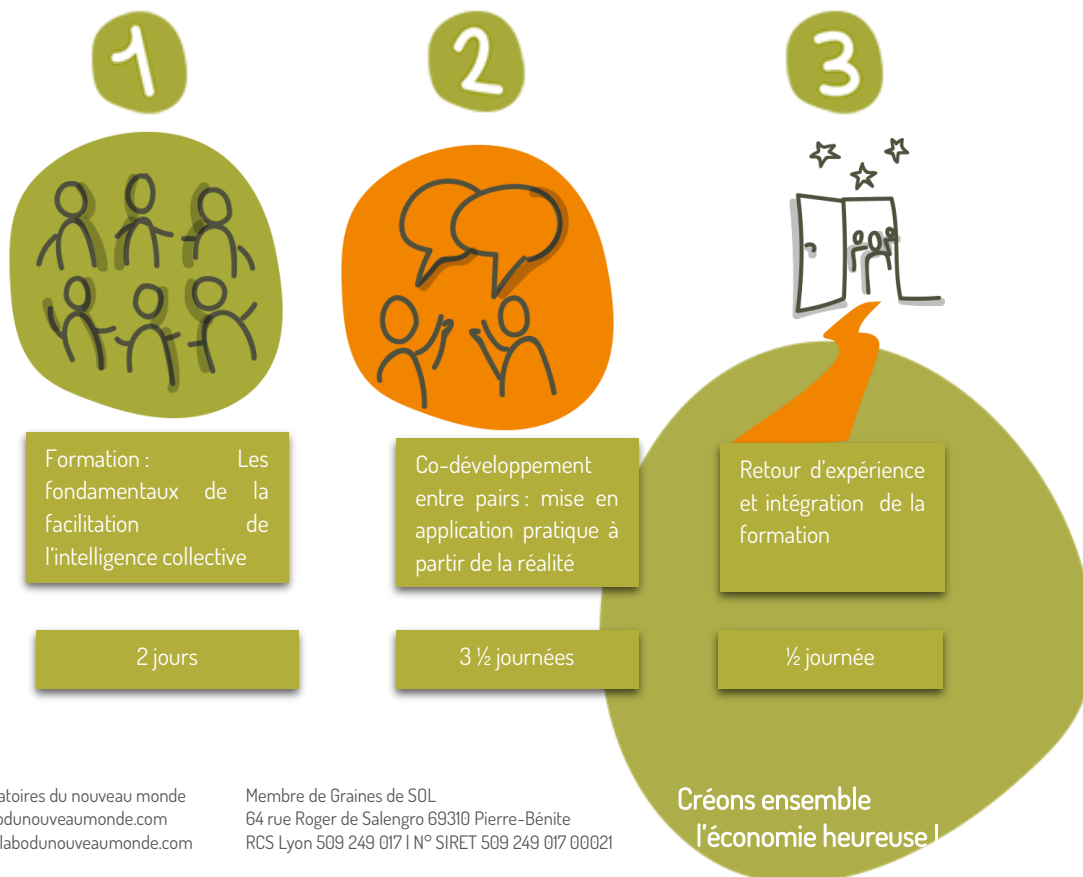 1
2
3
Formation : Les
fondamentaux de la
facilitation de
l'intelligence collective
Co-développement
entre pairs : mise en
application pratique à
partir de la réalité
Retour d'expérience
et intégration de la
formation
2 jours
3 ½ journées
½ journée
atoires du nouveau monde
odunouveaumonde.com
labodunouveaumonde.com
Membre de Graines de SOL
64 rue Roger de Salengro 69310 Pierre-Bénite
RCS Lyon 509 249 017 | N° SIRET 509 249 017 00021
Créons ensemble
l'économie heureuse !